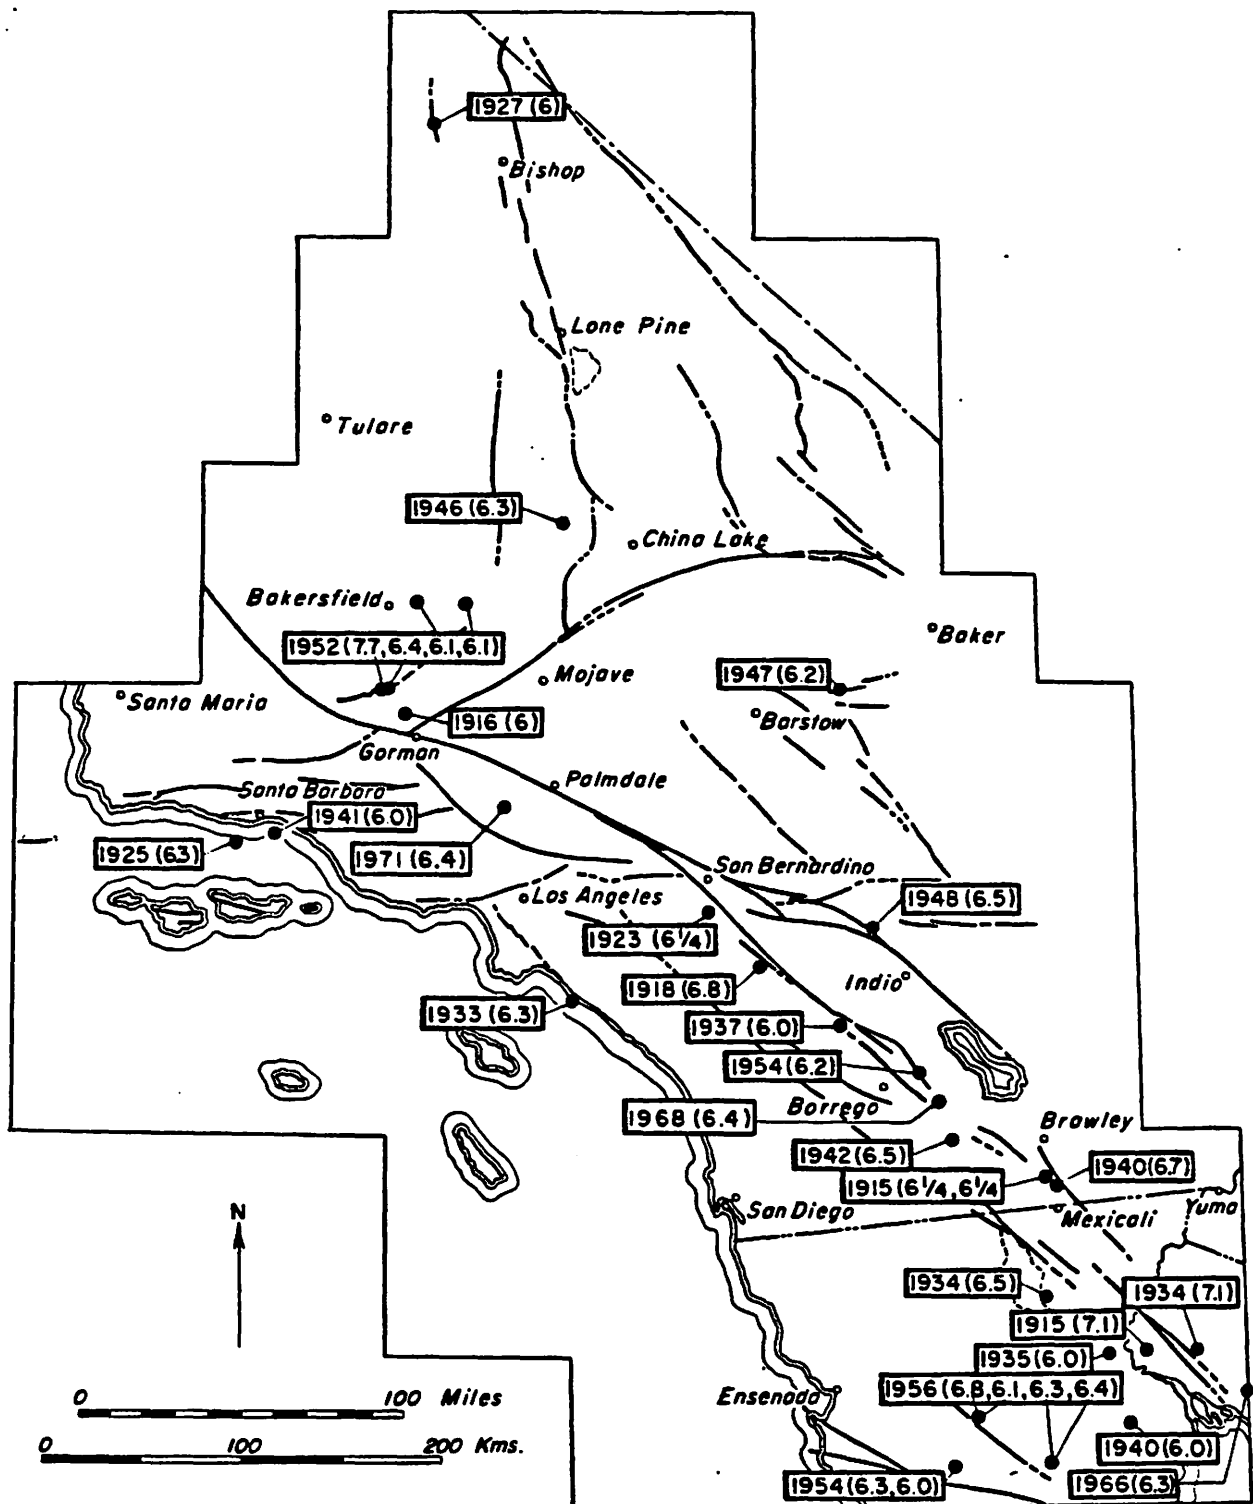 1927 (6)
Bishop
Lone Pine
Tulare
1946 (6.3)
China Lake
Bakersfield
Baker
1952 (7.7, 6.4, 6.1, 6.1)
Mojave
1947 (6.2)
Santa Maria
Barstow
1916 (6)
Gorman
Palmdale
Santa Barbara
1941 (6.0)
1925 (63)
1971 (6.4)
San Bernardino
Los Angeles
1948 (6.5)
1923 (6 1/4)
1918 (6.8)
Indio
1933 (6.3)
1937 (6.0)
1954 (6.2)
Borrego
1968 (6.4)
Brawley
1942 (6.5)
1940 (6.7)
1915 (6 1/4, 6 1/4
San Diego
Yuma
Mexicali
N
1934 (6.5)
1934 (7.1)
1915 (7.1)
1935 (6.0)
1956 (6.8, 6.1, 6.3, 6.4)
Ensenada
0 100 Miles
0 100 200 Kms.
1940 (6.0)
1954 (6.3, 6.0)
1966 (6.3)